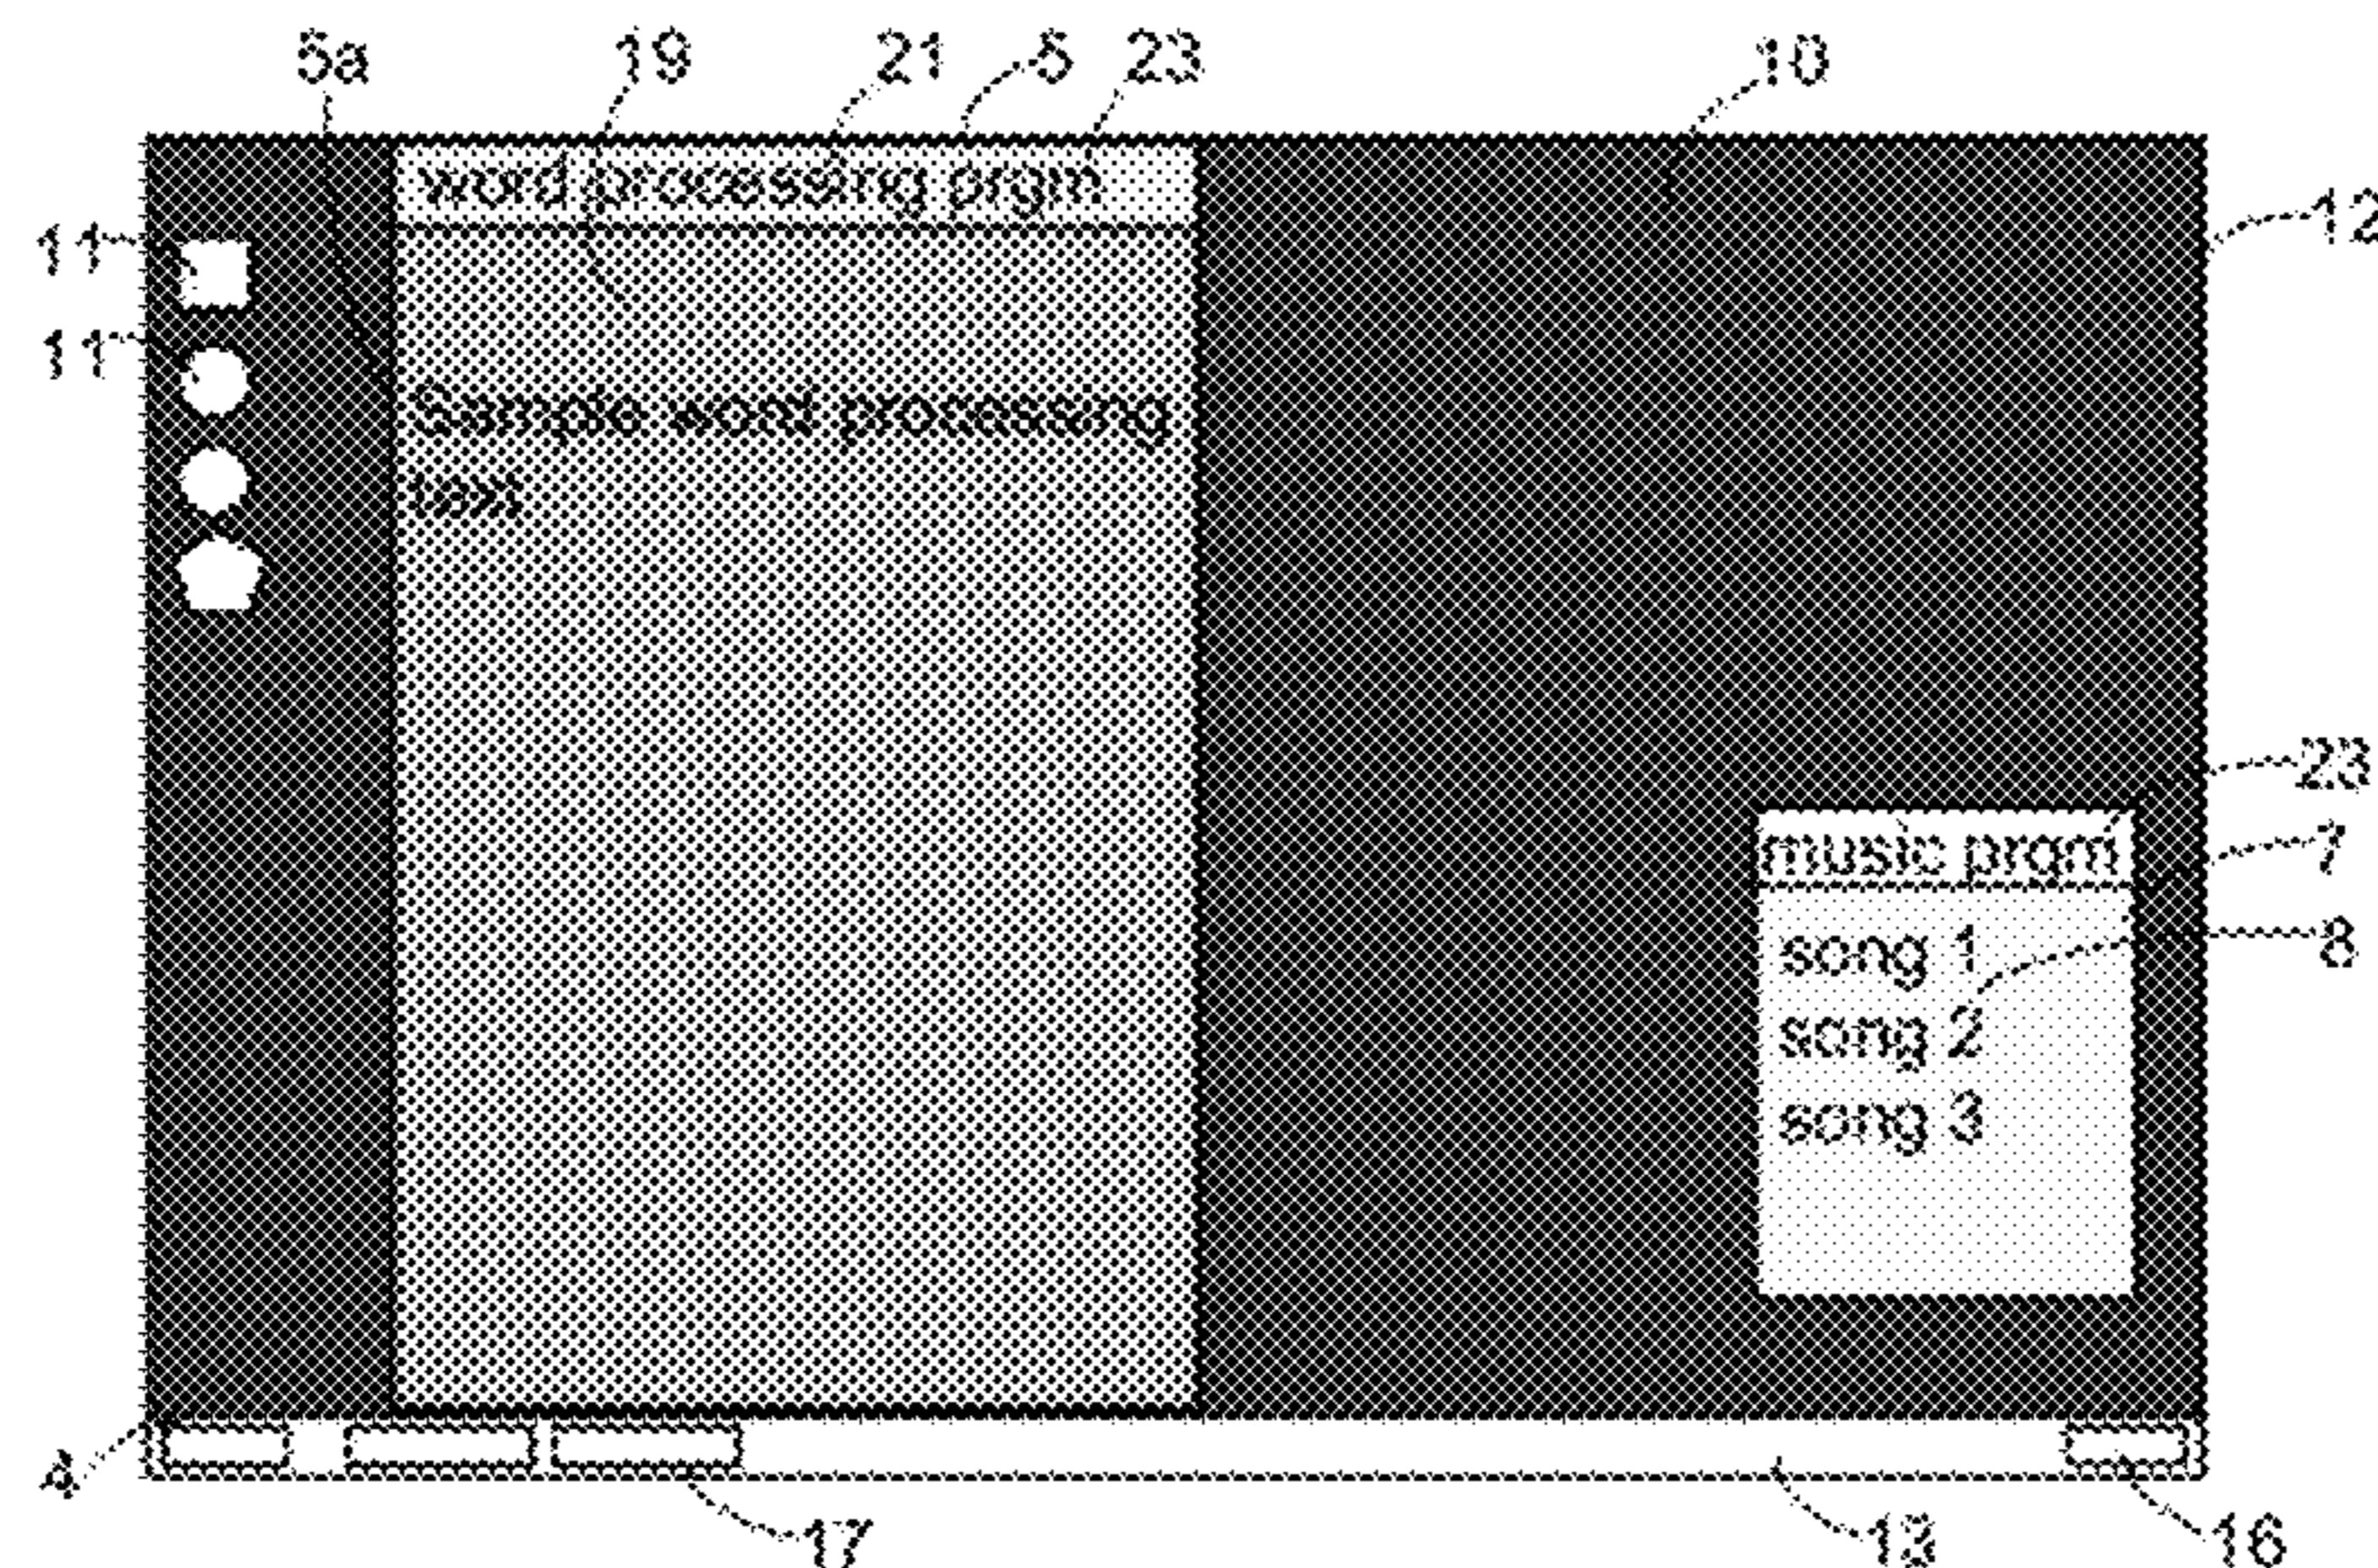 5a 19 21 5 23 10
word processing prgm
12
11
11
Sample word processing
text
23
music prgm
7
song 1
8
song 2
song 3
4
17 13 16